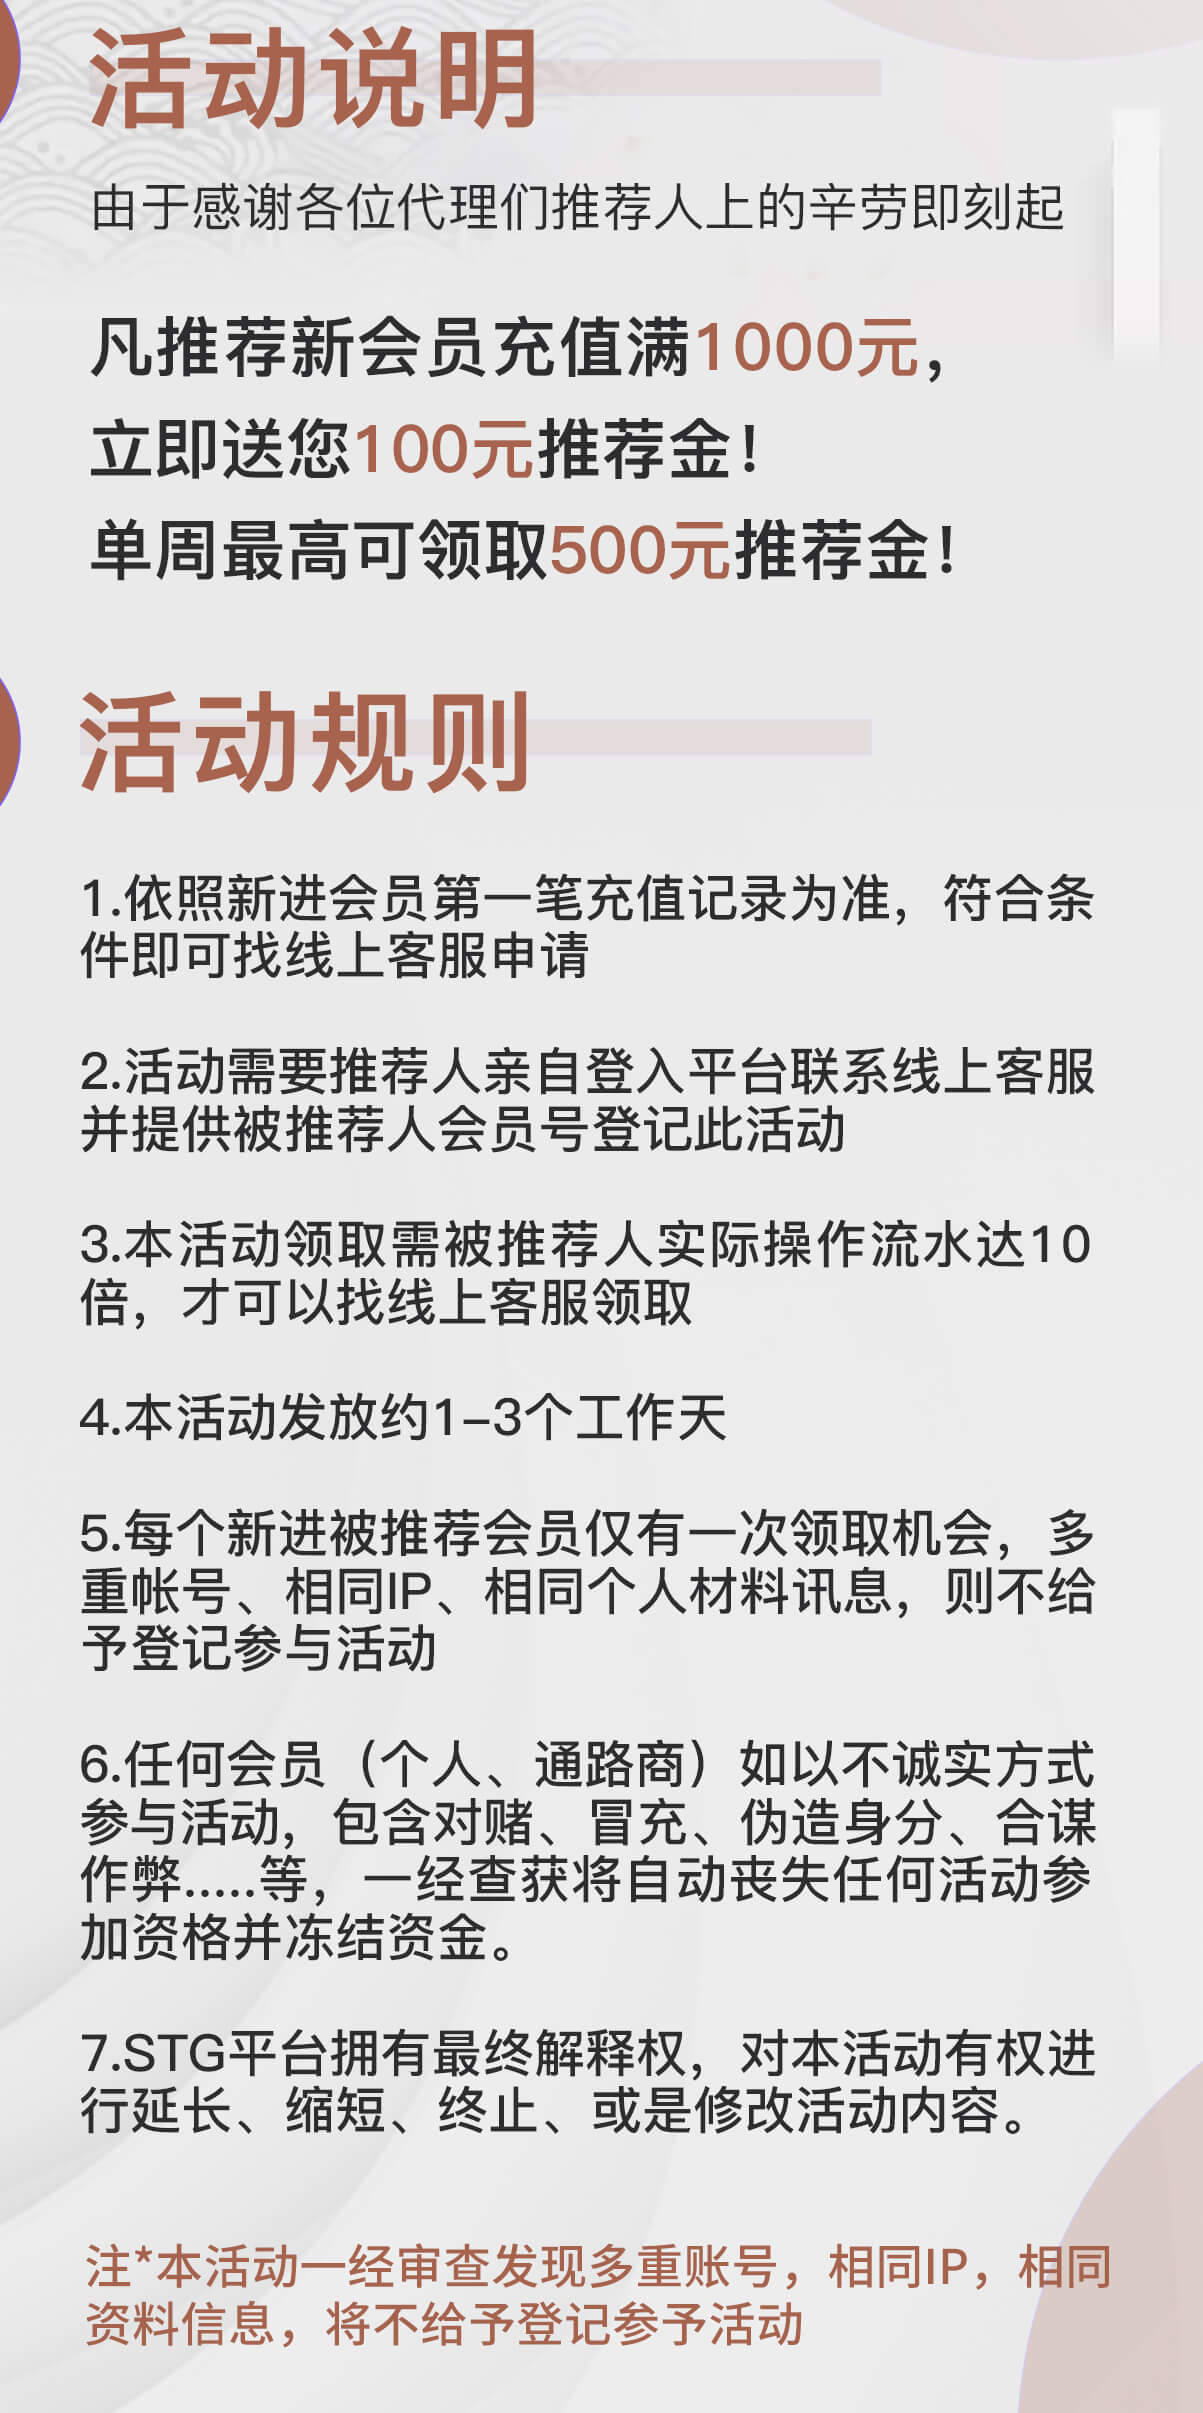 活动说明
由于感谢各位代理们推荐人上的辛劳即刻起
凡推荐新会员充值满1000元，
立即送您100元推荐金！
单周最高可领取500元推荐金！
活动规则
1.依照新进会员第一笔充值记录为准，符合条
件即可找线上客服申请
2.活动需要推荐人亲自登入平台联系线上客服
并提供被推荐人会员号登记此活动
3.本活动领取需被推荐人实际操作流水达10
倍，才可以找线上客服领取
4.本活动发放约1-3个工作天
5.每个新进被推荐会员仅有一次领取机会，多
重帐号、相同IP、相同个人材料讯息，则不给
予登记参与活动
6.任何会员（个人、通路商）如以不诚实方式
参与活动，包含对赌、冒充、伪造身分、合谋
作弊.....等，一经查获将自动丧失任何活动参
加资格并冻结资金。
7.STG平台拥有最终解释权，对本活动有权进
行延长、缩短、终止、或是修改活动内容。
注*本活动一经审查发现多重账号，相同IP，相同
资料信息，将不给予登记参予活动